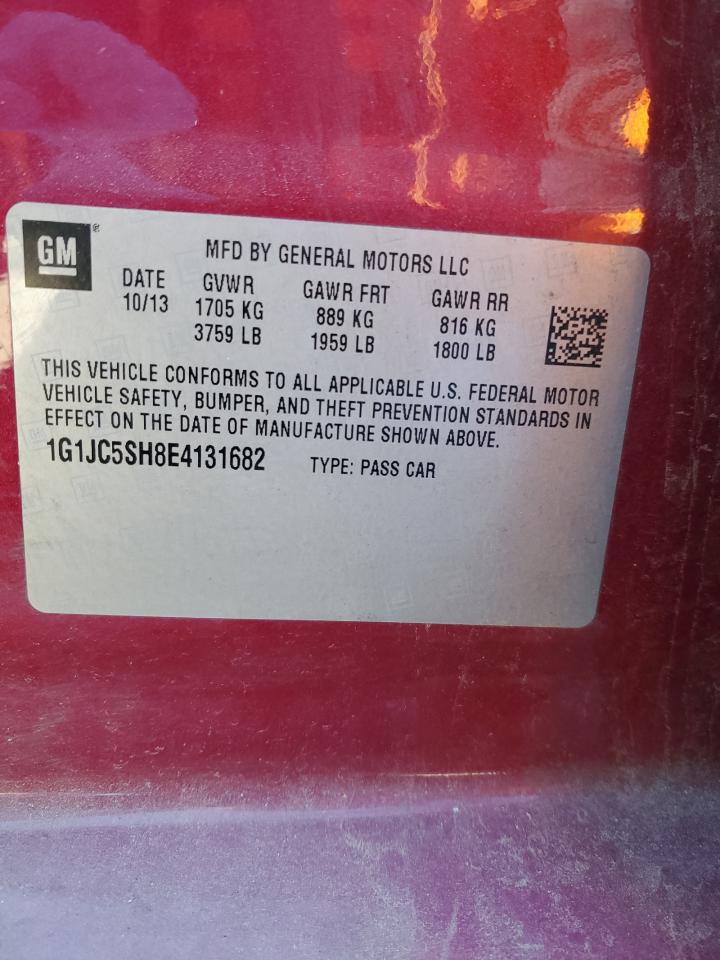 GM ®
MFD BY GENERAL MOTORS LLC
DATE GVWR GAWR FRT GAWR RR
10/13 1705 KG 889 KG 816 KG
3759 LB 1959 LB 1800 LB
THIS VEHICLE CONFORMS TO ALL APPLICABLE U.S. FEDERAL MOTOR
VEHICLE SAFETY, BUMPER, AND THEFT PREVENTION STANDARDS IN
EFFECT ON THE DATE OF MANUFACTURE SHOWN ABOVE.
1G1JC5SH8E4131682 TYPE: PASS CAR